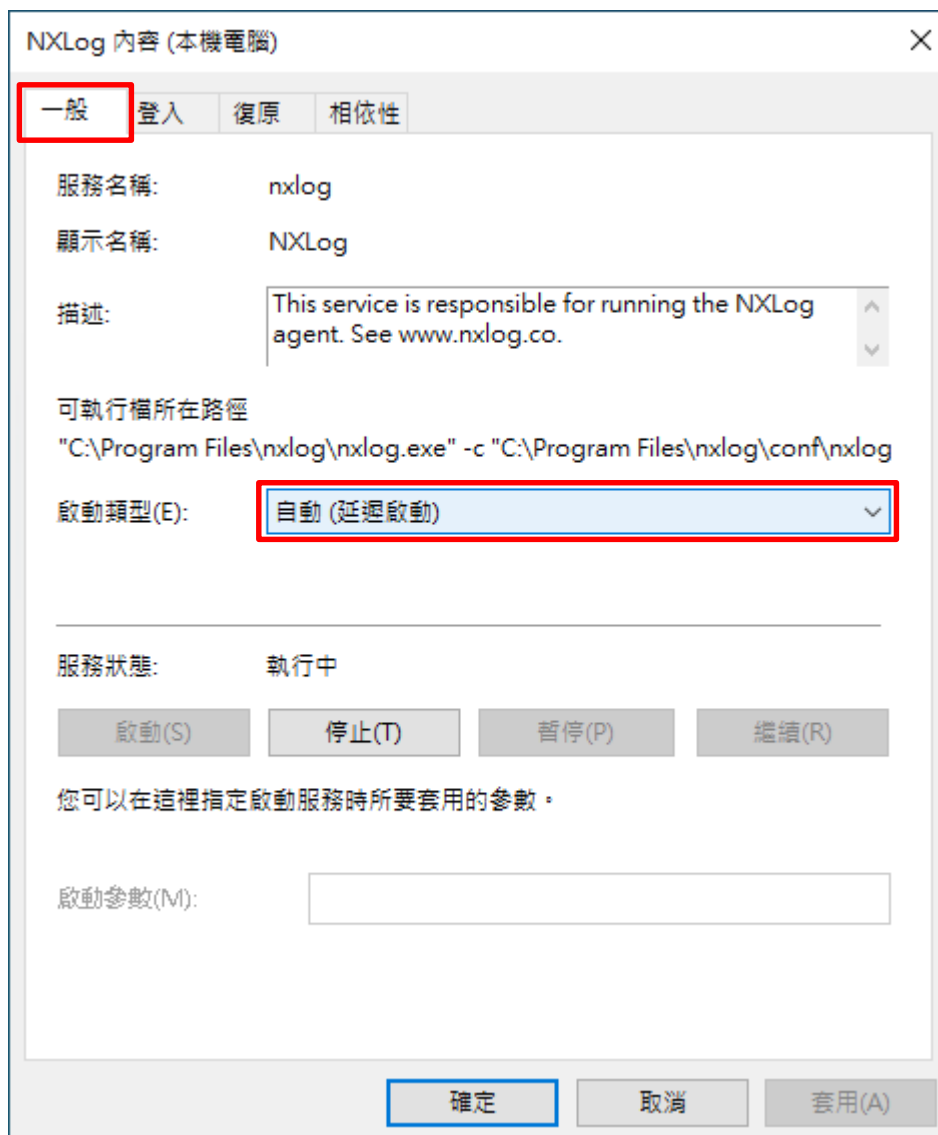 NXLog 內容 (本機電腦)
一般 登入 復原 相依性
服務名稱: nxlog
顯示名稱: NXLog
描述: This service is responsible for running the NXLog
agent. See www.nxlog.co.
可執行檔所在路徑
"C:\Program Files\nxlog\nxlog.exe" -c "C:\Program Files\nxlog\conf\nxlog
啟動類型(E): 自動 (延遲啟動)
服務狀態: 執行中
啟動(S) 停止(T) 暫停(P) 繼續(R)
您可以在這裡指定啟動服務時所要套用的參數。
啟動參數(M):
確定 取消 套用(A)